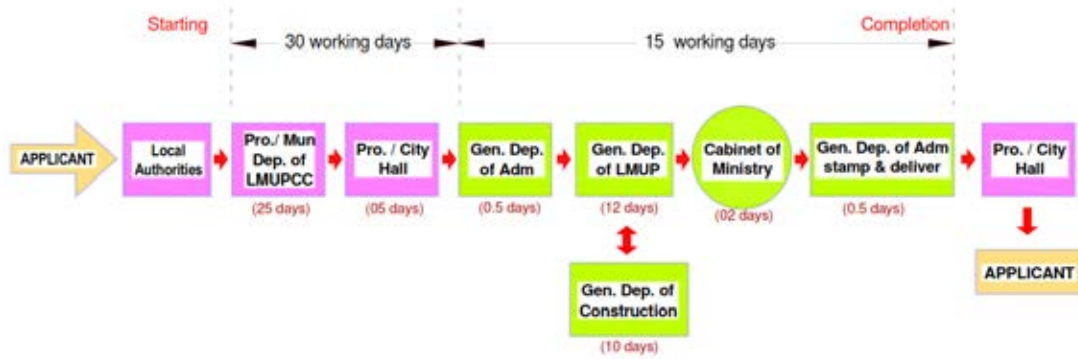 Starting
30 working days
15 working days
Completion
APPLICANT
Local
Authorities
Pro./ Mun
Dep. of
LMUPCC
(25 days)
Pro. / City
Hall
(05 days)
Gen. Dep.
of Adm
(0.5 days)
Gen. Dep.
of LMUP
(12 days)
Cabinet of
Ministry
(02 days)
Gen. Dep. of Adm
stamp & deliver
(0.5 days)
Pro. / City
Hall
Gen. Dep. of
Construction
(10 days)
APPLICANT